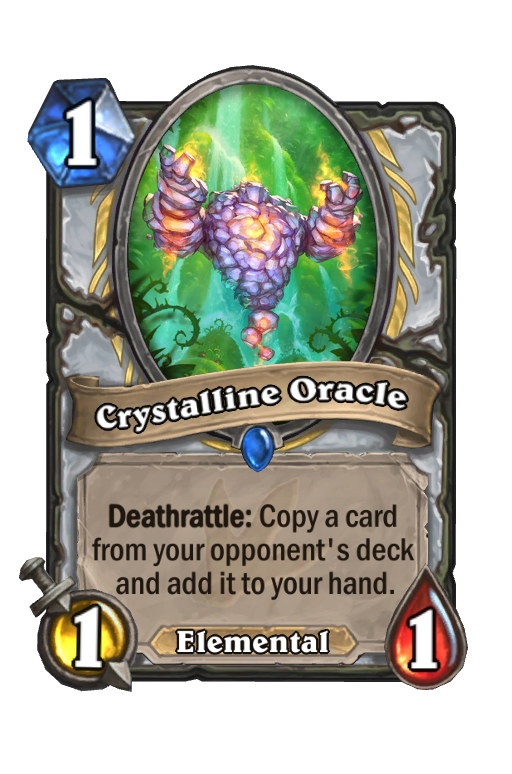 1
Crystalline Oracle
Deathrattle: Copy a card
from your opponent's deck
and add it to your hand.
1
Elemental
1